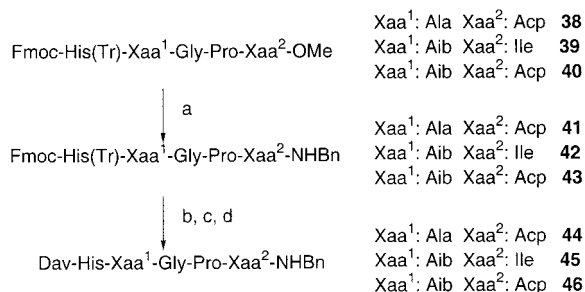 Xaa¹: Ala Xaa²: Acp 38
Fmoc-His(Tr)-Xaa¹-Gly-Pro-Xaa²-OMe Xaa¹: Aib Xaa²: Ile 39
Xaa¹: Aib Xaa²: Acp 40
a
Xaa¹: Ala Xaa²: Acp 41
Fmoc-His(Tr)-Xaa¹-Gly-Pro-Xaa²-NHBn Xaa¹: Aib Xaa²: Ile 42
Xaa¹: Aib Xaa²: Acp 43
b, c, d
Xaa¹: Ala Xaa²: Acp 44
Dav-His-Xaa¹-Gly-Pro-Xaa²-NHBn Xaa¹: Aib Xaa²: Ile 45
Xaa¹: Aib Xaa²: Acp 46